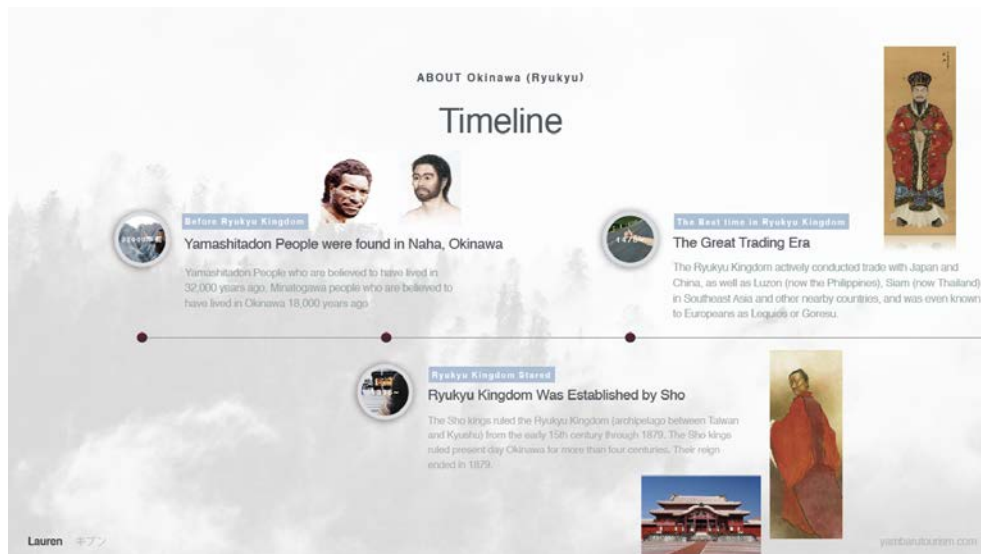 ABOUT Okinawa (Ryukyu)
Timeline
Before Ryukyu Kingdom
Yamashitadon People were found in Naha, Okinawa
Yamashitadon People who are believed to have lived in
32,000 years ago. Minatogawa people who are believed to
have lived in Okinawa 18,000 years ago
Ryukyu Kingdom Stared
Ryukyu Kingdom Was Established by Sho
The Sho kings ruled the Ryukyu Kingdom (archipelago between Taiwan
and Kyushu) from the early 15th century through 1879. The Sho kings
ruled present day Okinawa for more than four centuries. Their reign
ended in 1879.
The Best time in Ryukyu Kingdom
The Great Trading Era
The Ryukyu Kingdom actively conducted trade with Japan and
China, as well as Luzon (now the Philippines), Siam (now Thailand)
in Southeast Asia and other nearby countries, and was even known
to Europeans as Lequios or Goresu.
Lauren キブン
yambarutourism.com